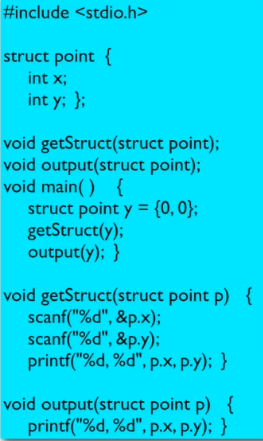 #include <stdio.h>
struct point {
int x;
int y; };
void getStruct(struct point);
void output(struct point);
void main( ) {
struct point y = {0, 0};
getStruct(y);
output(y); }
void getStruct(struct point p) {
scanf("%d", &p.x);
scanf("%d", &p.y);
printf("%d, %d", p.x, p.y); }
void output(struct point p) {
printf("%d, %d", p.x, p.y); }